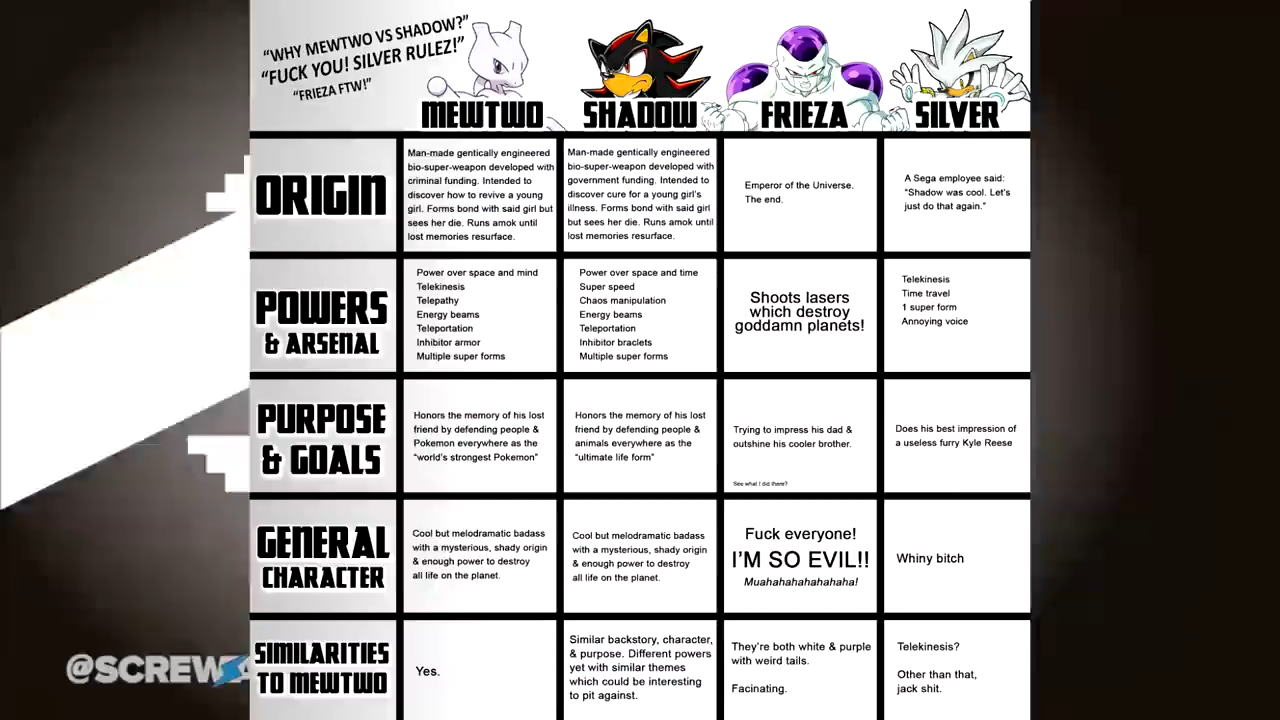 "WHY MEWTWO VS SHADOW?"
"FUCK YOU! SILVER RULEZ!"
"FRIEZA FTW!"
MEWTWO
SHADOW
FRIEZA
SILVER
ORIGIN
Man-made gentically engineered
bio-super-weapon developed with
criminal funding. Intended to
discover how to revive a young
girl. Forms bond with said girl but
sees her die. Runs amok until
lost memories resurface.
Man-made gentically engineered
bio-super-weapon developed with
government funding. Intended to
discover cure for a young girl's
illness. Forms bond with said girl
but sees her die. Runs amok until
lost memories resurface.
Emperor of the Universe.
The end.
A Sega employee said:
"Shadow was cool. Let's
just do that again."
POWERS
& ARSENAL
Power over space and mind
Telekinesis
Telepathy
Energy beams
Teleportation
Inhibitor armor
Multiple super forms
Power over space and time
Super speed
Chaos manipulation
Energy beams
Teleportation
Inhibitor braclets
Multiple super forms
Shoots lasers
which destroy
goddamn planets!
Telekinesis
Time travel
1 super form
Annoying voice
PURPOSE
& GOALS
Honors the memory of his lost
friend by defending people &
Pokemon everywhere as the
"world's strongest Pokemon"
Honors the memory of his lost
friend by defending people &
animals everywhere as the
"ultimate life form"
Trying to impress his dad &
outshine his cooler brother.
See what I did there?
Does his best impression of
a useless furry Kyle Reese
GENERAL
CHARACTER
Cool but melodramatic badass
with a mysterious, shady origin
& enough power to destroy
all life on the planet.
Cool but melodramatic badass
with a mysterious, shady origin
& enough power to destroy
all life on the planet.
Fuck everyone!
I'M SO EVIL!!
Muahahahahahahaha!
Whiny bitch
SIMILARITIES
TO MEWTWO
Yes.
Similar backstory, character,
& purpose. Different powers
yet with similar themes
which could be interesting
to pit against.
They're both white & purple
with weird tails.
Facinating.
Telekinesis?
Other than that,
jack shit.
@SCREW